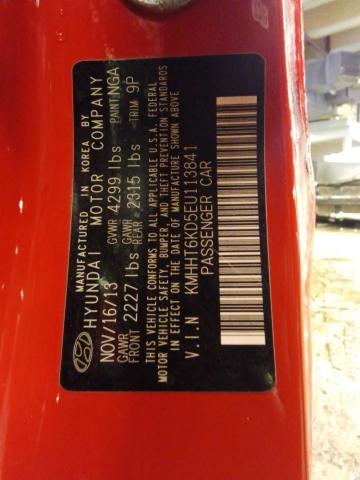 MANUFACTURED IN KOREA BY
HYUNDAI MOTOR COMPANY
NOV/16/13 GVWR 4299 lbs PAINT NGA
GAWR FRONT 2227 lbs GAWR REAR 2315 lbs TRIM 9P
THIS VEHICLE CONFORMS TO ALL APPLICABLE U.S.A. FEDERAL
MOTOR VEHICLE SAFETY, BUMPER, AND THEFT PREVENTION STANDARDS
IN EFFECT ON THE DATE OF MANUFACTURE SHOWN ABOVE
V.I.N KMHHT6KD5EU113841
PASSENGER CAR